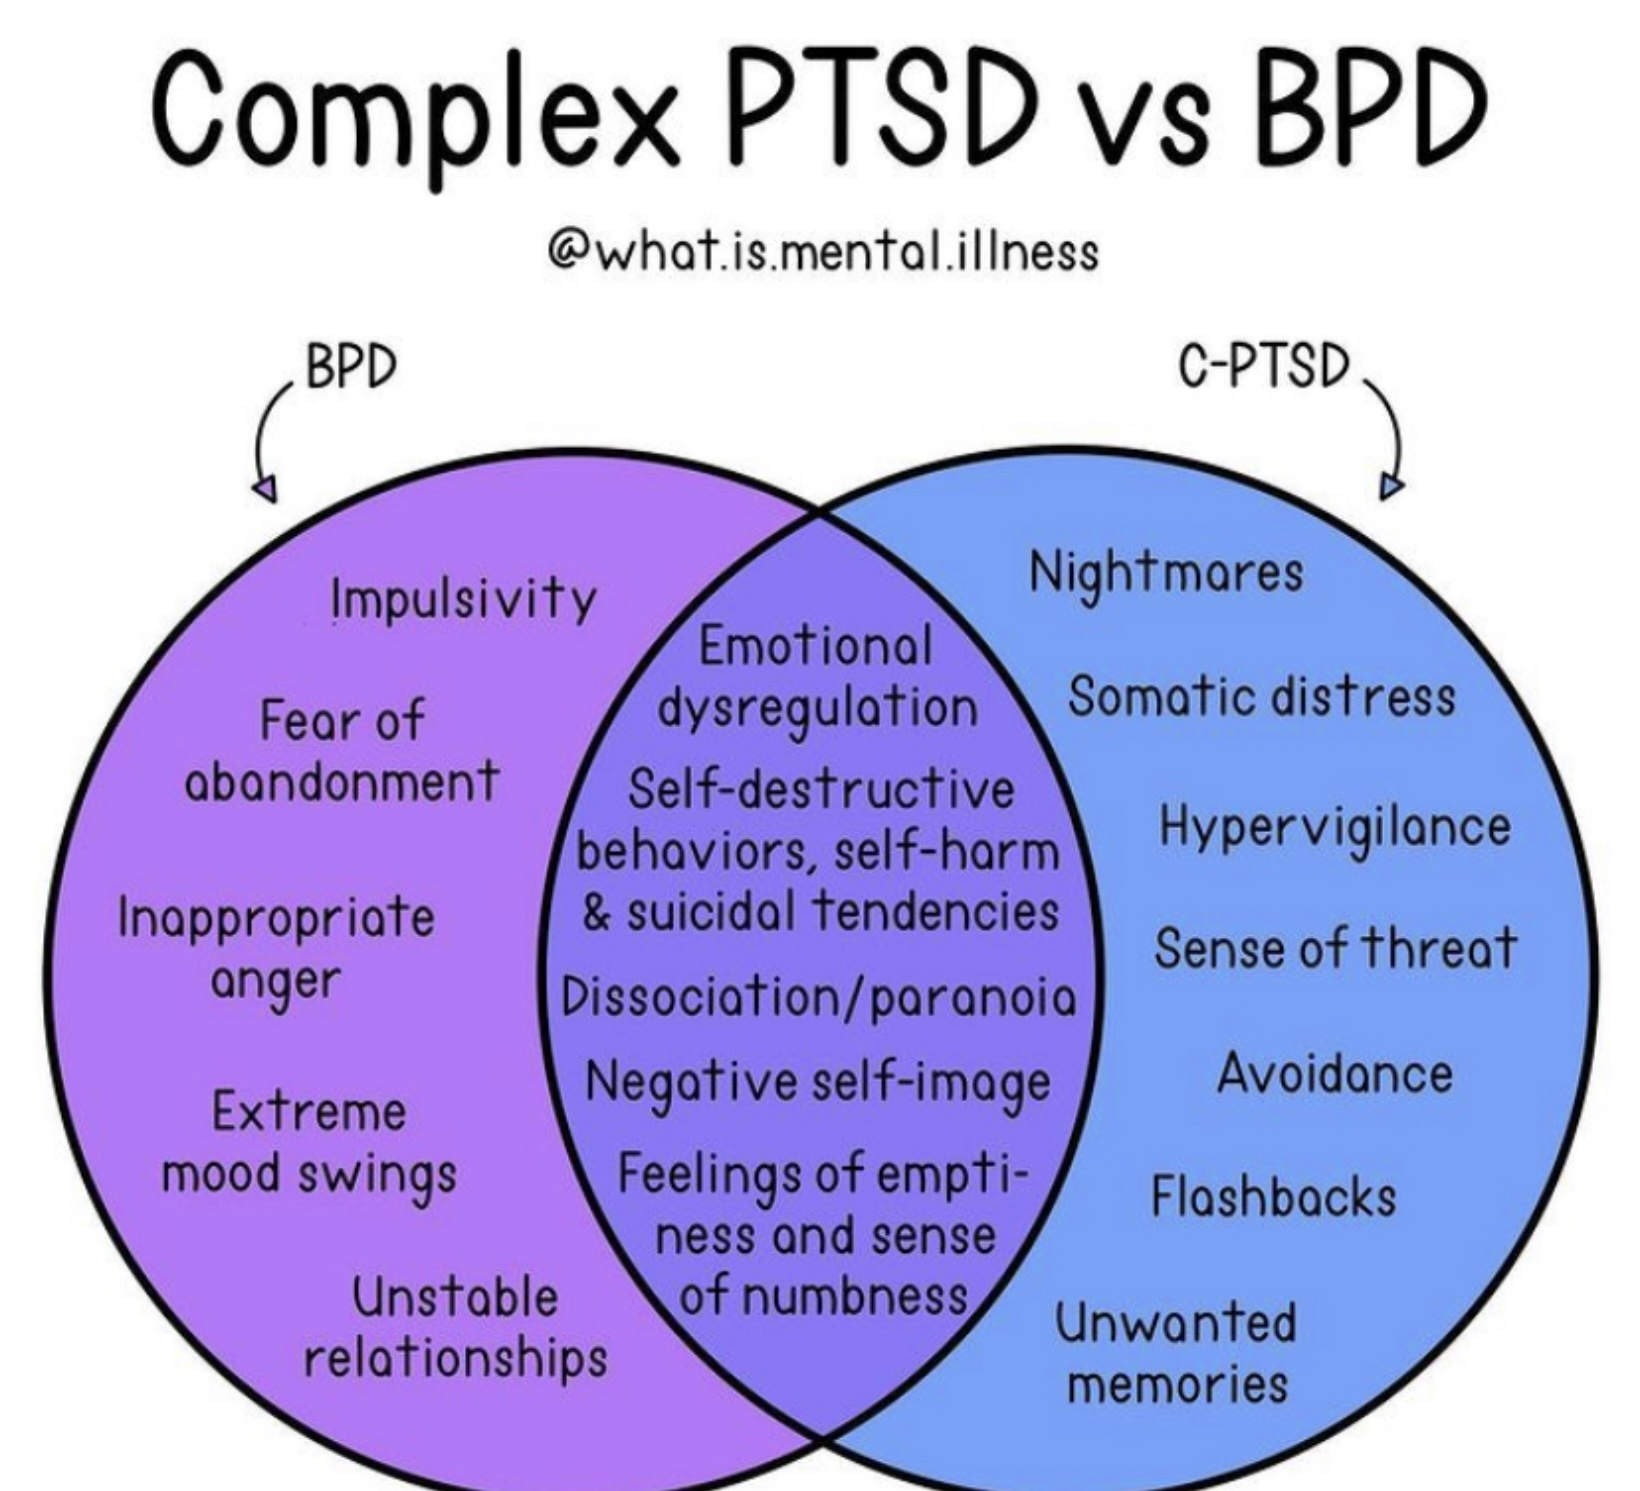 Complex PTSD vs BPD
@what.is.mental.illness
BPD
C-PTSD
Impulsivity
Fear of
abandonment
Inappropriate
anger
Extreme
mood swings
Unstable
relationships
Emotional
dysregulation
Self-destructive
behaviors, self-harm
& suicidal tendencies
Dissociation/paranoia
Negative self-image
Feelings of empti-
ness and sense
of numbness
Nightmares
Somatic distress
Hypervigilance
Sense of threat
Avoidance
Flashbacks
Unwanted
memories